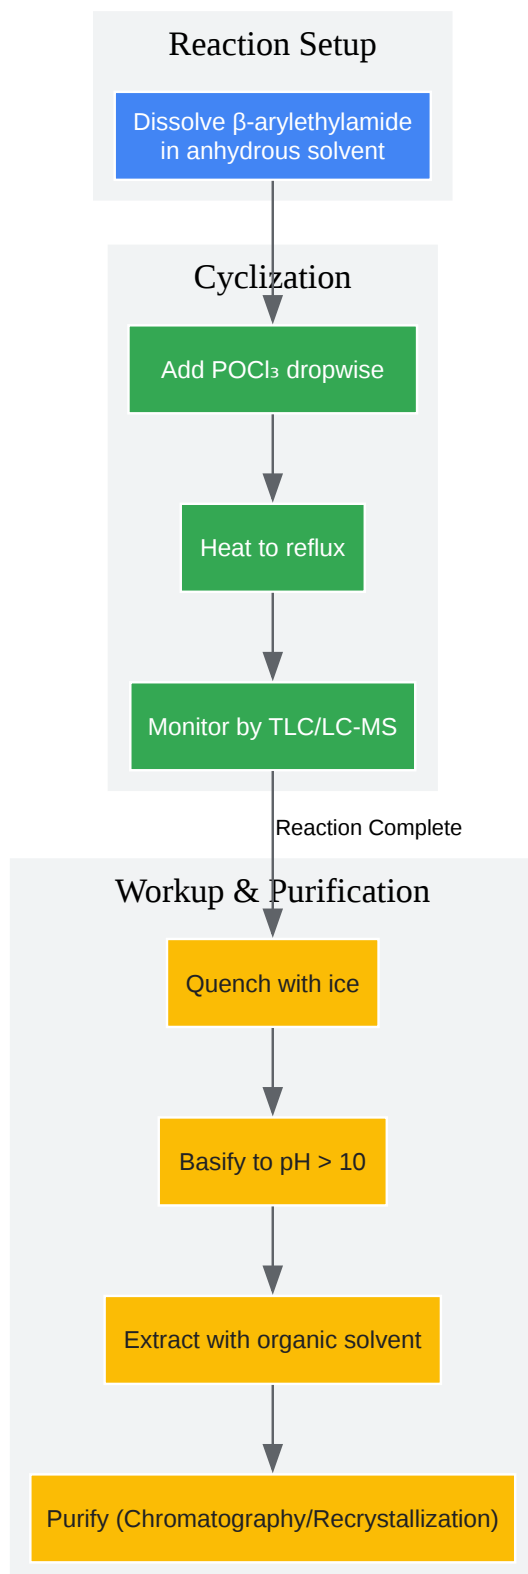 Reaction Setup
Dissolve β-arylethylamide
in anhydrous solvent
Cyclization
Add POCl₃ dropwise
Heat to reflux
Monitor by TLC/LC-MS
Reaction Complete
Workup & Purification
Quench with ice
Basify to pH > 10
Extract with organic solvent
Purify (Chromatography/Recrystallization)